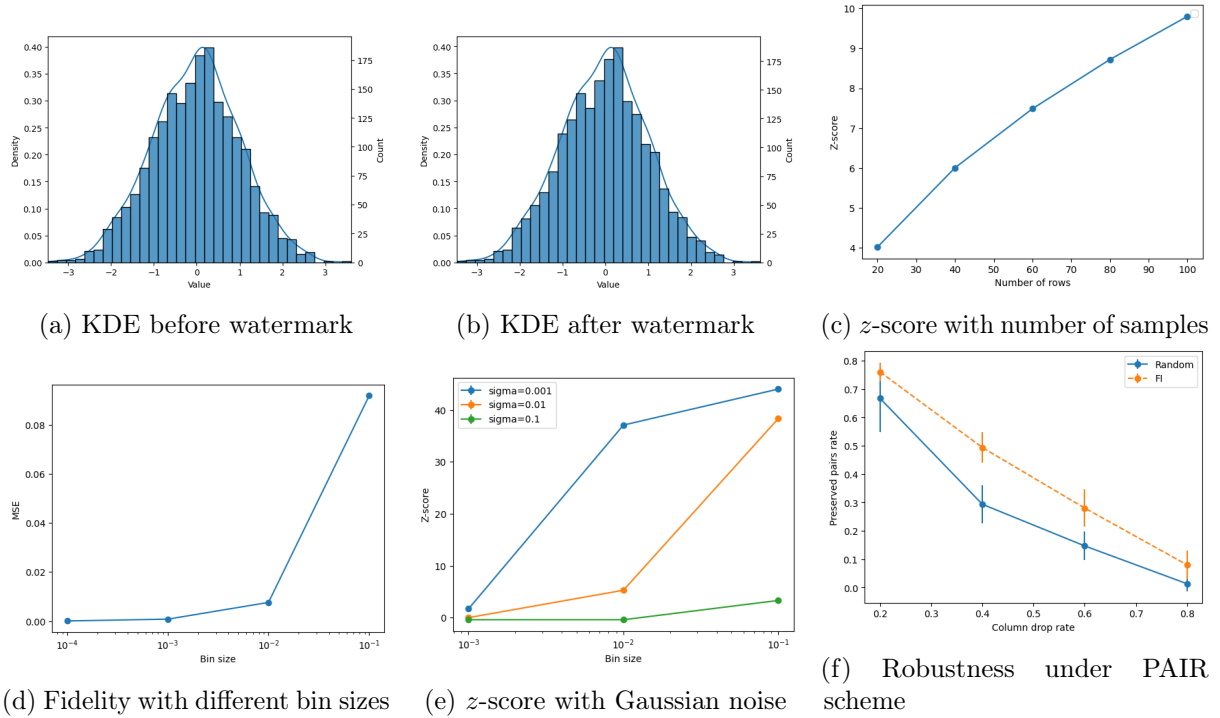 0.40
0.35
0.30
0.25
0.20
0.15
0.10
0.05
0.00
Density
175
150
125
100
75
50
25
0
Count
−3 −2 −1 0 1 2 3
Value
(a) KDE before watermark
0.40
0.35
0.30
0.25
0.20
0.15
0.10
0.05
0.00
Density
175
150
125
100
75
50
25
0
Count
−3 −2 −1 0 1 2 3
Value
(b) KDE after watermark
10
9
8
7
6
5
4
Z-score
20 30 40 50 60 70 80 90 100
Number of rows
(c) z-score with number of samples
0.08
0.06
0.04
0.02
0.00
MSE
10⁻⁴ 10⁻³ 10⁻² 10⁻¹
Bin size
(d) Fidelity with different bin sizes
sigma=0.001
sigma=0.01
sigma=0.1
40
30
20
10
0
Z-score
10⁻³ 10⁻² 10⁻¹
Bin size
(e) z-score with Gaussian noise
Random
FI
0.8
0.7
0.6
0.5
0.4
0.3
0.2
0.1
0.0
Preserved pairs rate
0.2 0.3 0.4 0.5 0.6 0.7 0.8
Column drop rate
(f) Robustness under PAIR
scheme